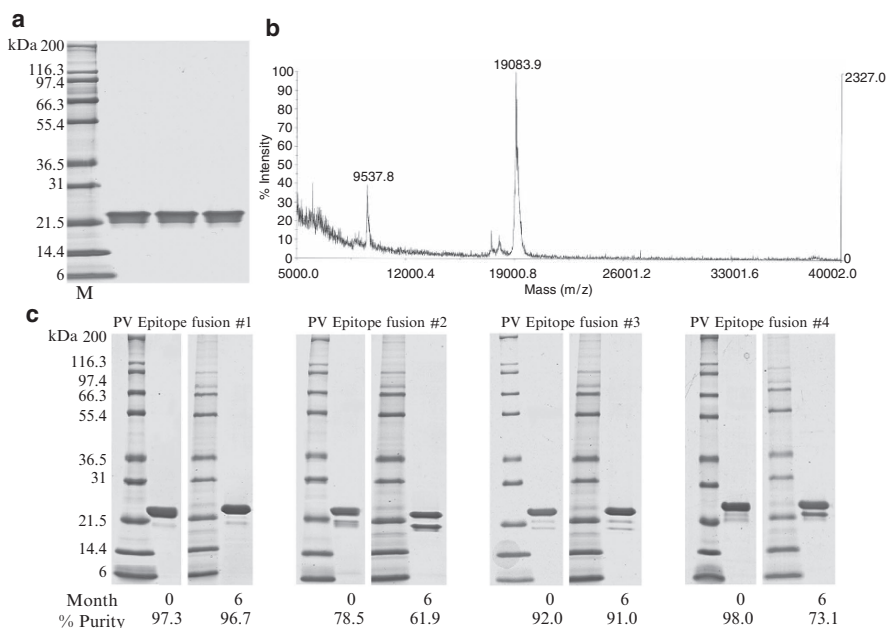 a
kDa 200
116.3
97.4
66.3
55.4
36.5
31
21.5
14.4
6
M
b
% Intensity
100
90
80
70
60
50
40
30
20
10
0
19083.9
9537.8
2327.0
0
5000.0 12000.4 19000.8 26001.2 33001.6 40002.0
Mass (m/z)
c
PV Epitope fusion #1 PV Epitope fusion #2 PV Epitope fusion #3 PV Epitope fusion #4
kDa 200
116.3
97.4
66.3
55.4
36.5
31
21.5
14.4
6
Month 0 6 0 6 0 6 0 6
% Purity 97.3 96.7 78.5 61.9 92.0 91.0 98.0 73.1